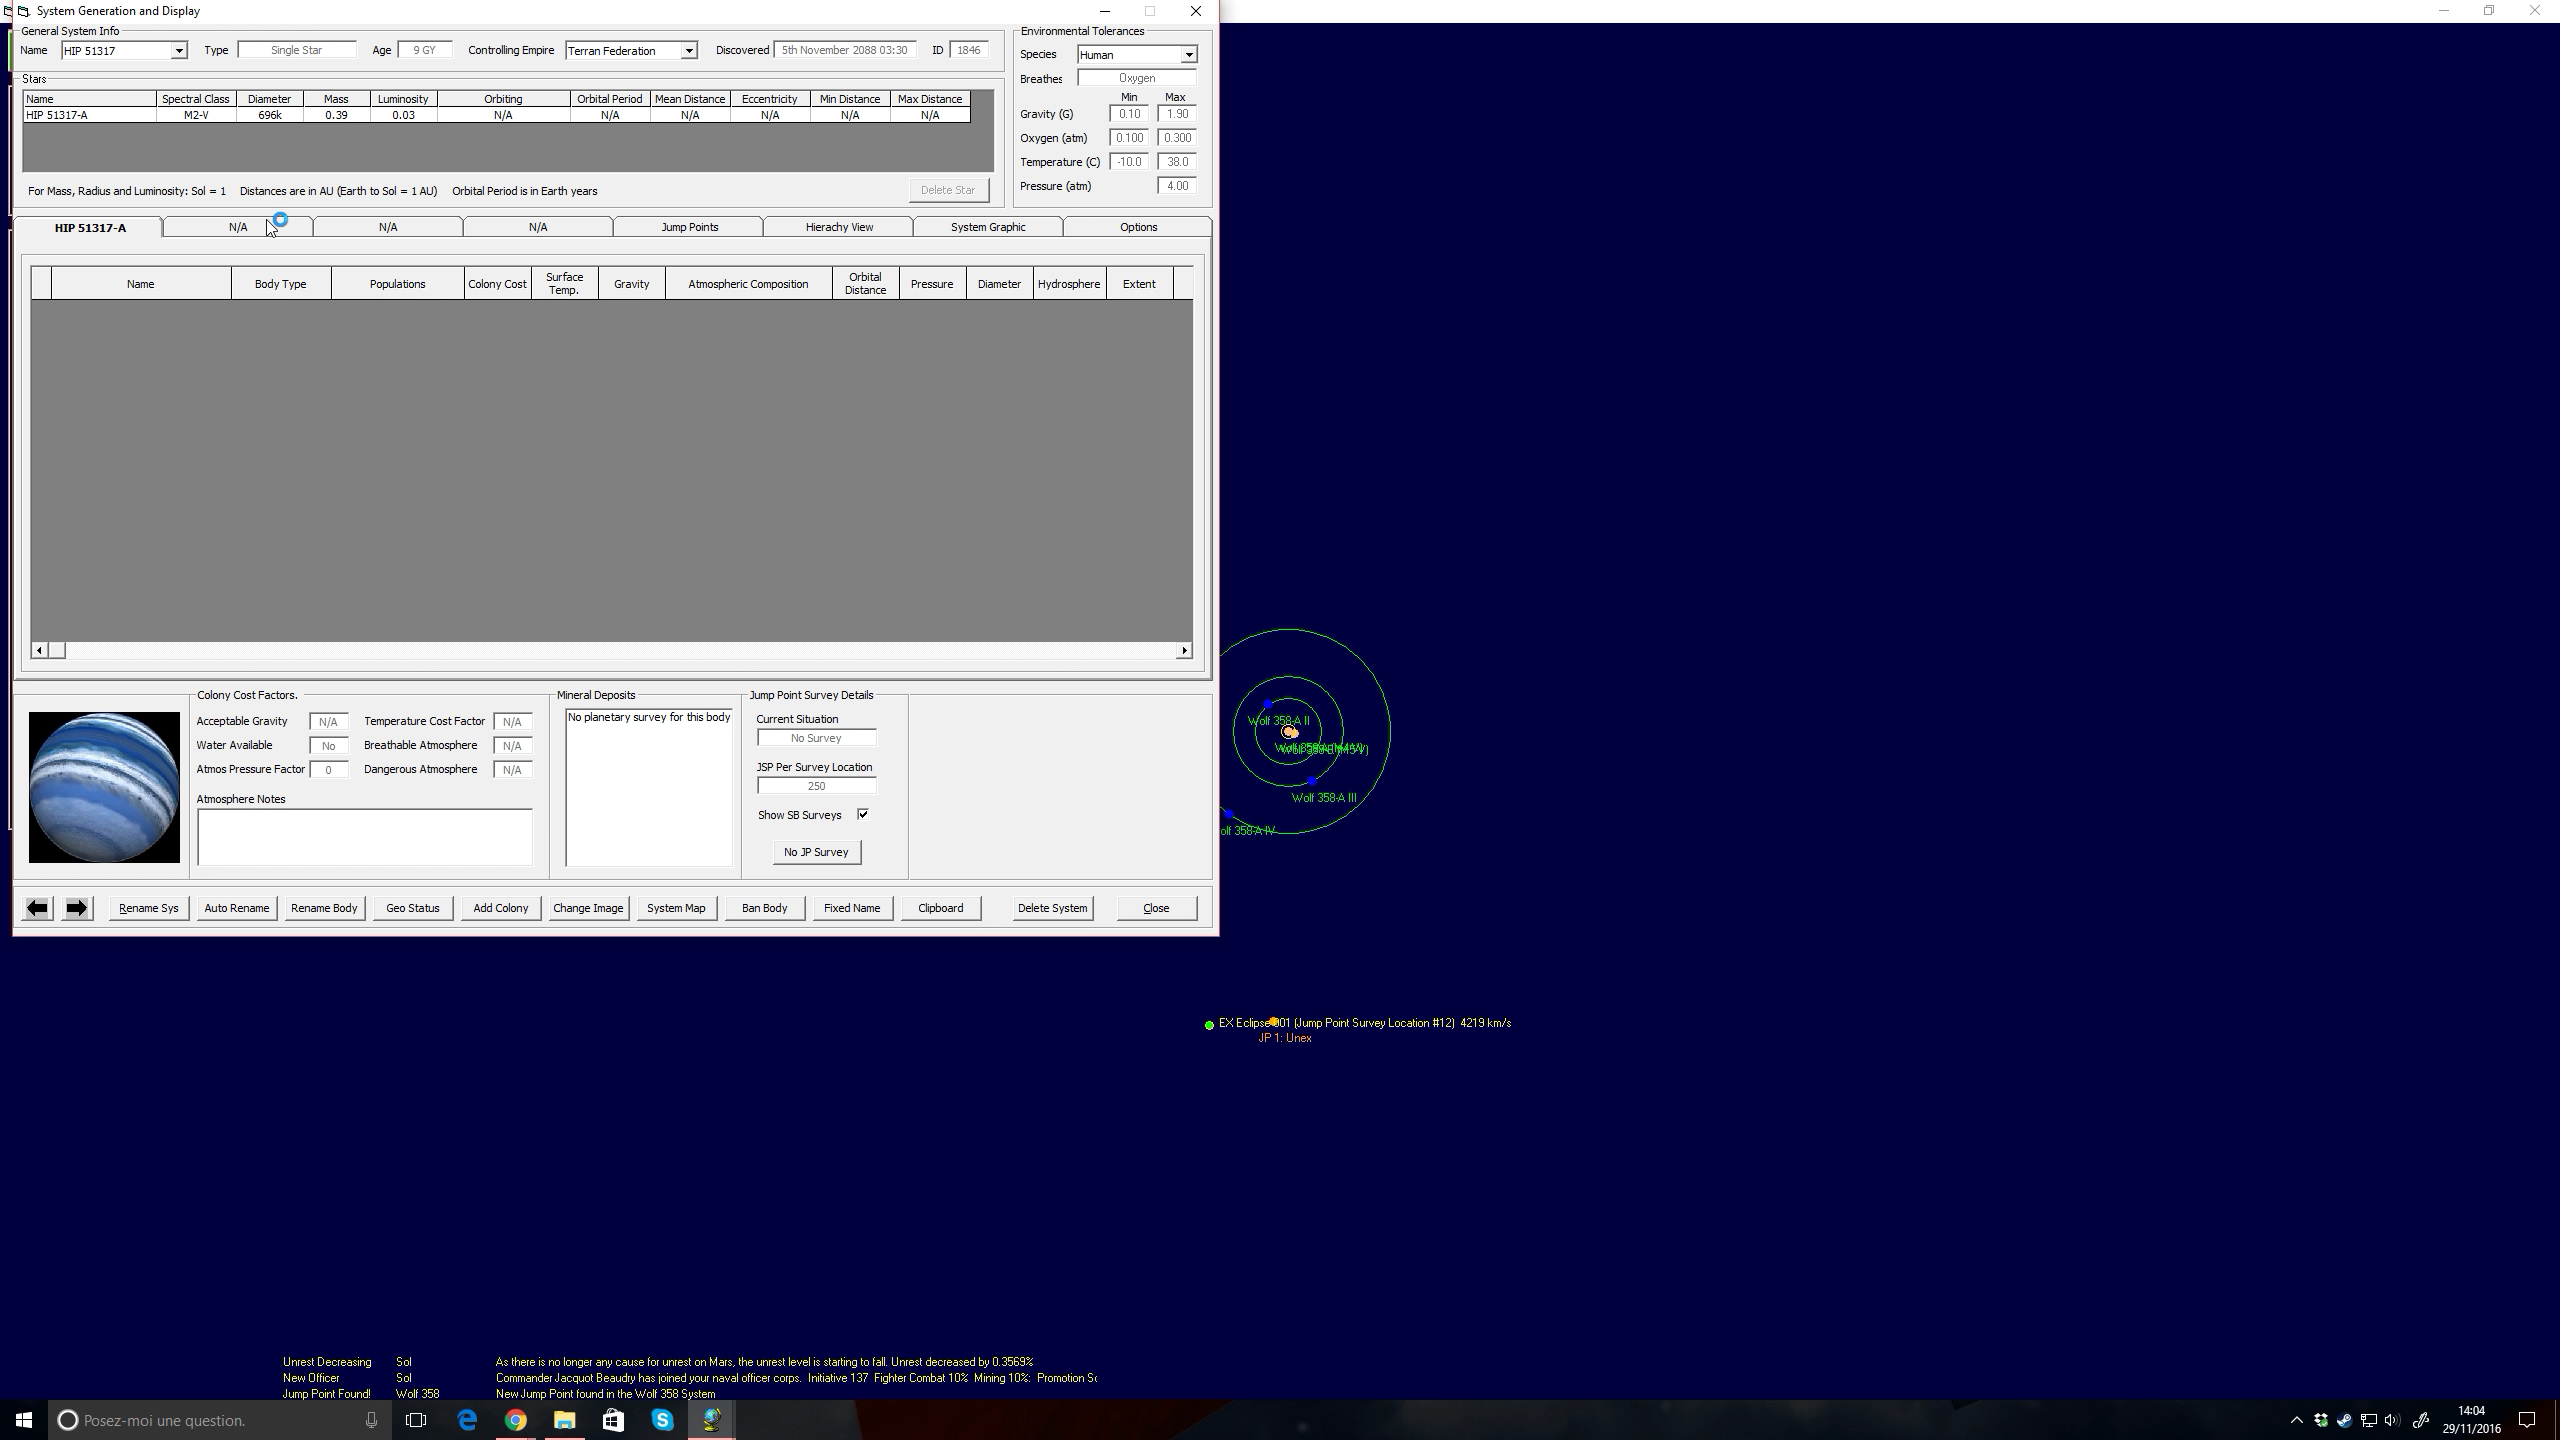 System Generation and Display
General System Info
Name HIP 51317 Type Single Star Age 9 GY Controlling Empire Terran Federation Discovered 5th November 2088 03:30 ID 1846
Stars
Name Spectral Class Diameter Mass Luminosity Orbiting Orbital Period Mean Distance Eccentricity Min Distance Max Distance
HIP 51317-A M2-V 696k 0.39 0.03 N/A N/A N/A N/A N/A N/A
For Mass, Radius and Luminosity: Sol = 1 Distances are in AU (Earth to Sol = 1 AU) Orbital Period is in Earth years
Delete Star
Environmental Tolerances
Species Human
Breathes Oxygen
Min Max
Gravity (G) 0.10 1.90
Oxygen (atm) 0.100 0.300
Temperature (C) -10.0 38.0
Pressure (atm) 4.00
HIP 51317-A N/A N/A N/A Jump Points Hierachy View System Graphic Options
Name Body Type Populations Colony Cost Surface Temp. Gravity Atmospheric Composition Orbital Distance Pressure Diameter Hydrosphere Extent
Colony Cost Factors.
Acceptable Gravity N/A Temperature Cost Factor N/A
Water Available No Breathable Atmosphere N/A
Atmos Pressure Factor 0 Dangerous Atmosphere N/A
Atmosphere Notes
Mineral Deposits
No planetary survey for this body
Jump Point Survey Details
Current Situation
No Survey
JSP Per Survey Location
250
Show SB Surveys
No JP Survey
Rename Sys Auto Rename Rename Body Geo Status Add Colony Change Image System Map Ban Body Fixed Name Clipboard Delete System Close
Wolf 358-A II
Wolf 358-A III
olf 358-A IV
EX Eclipse 001 (Jump Point Survey Location #12) 4219 km/s
JP 1: Unex
Unrest Decreasing Sol As there is no longer any cause for unrest on Mars, the unrest level is starting to fall. Unrest decreased by 0.3569%
New Officer Sol Commander Jacquot Beaudry has joined your naval officer corps. Initiative 137 Fighter Combat 10% Mining 10%: Promotion Sc
Jump Point Found! Wolf 358 New Jump Point found in the Wolf 358 System
Posez-moi une question.
14:04
29/11/2016